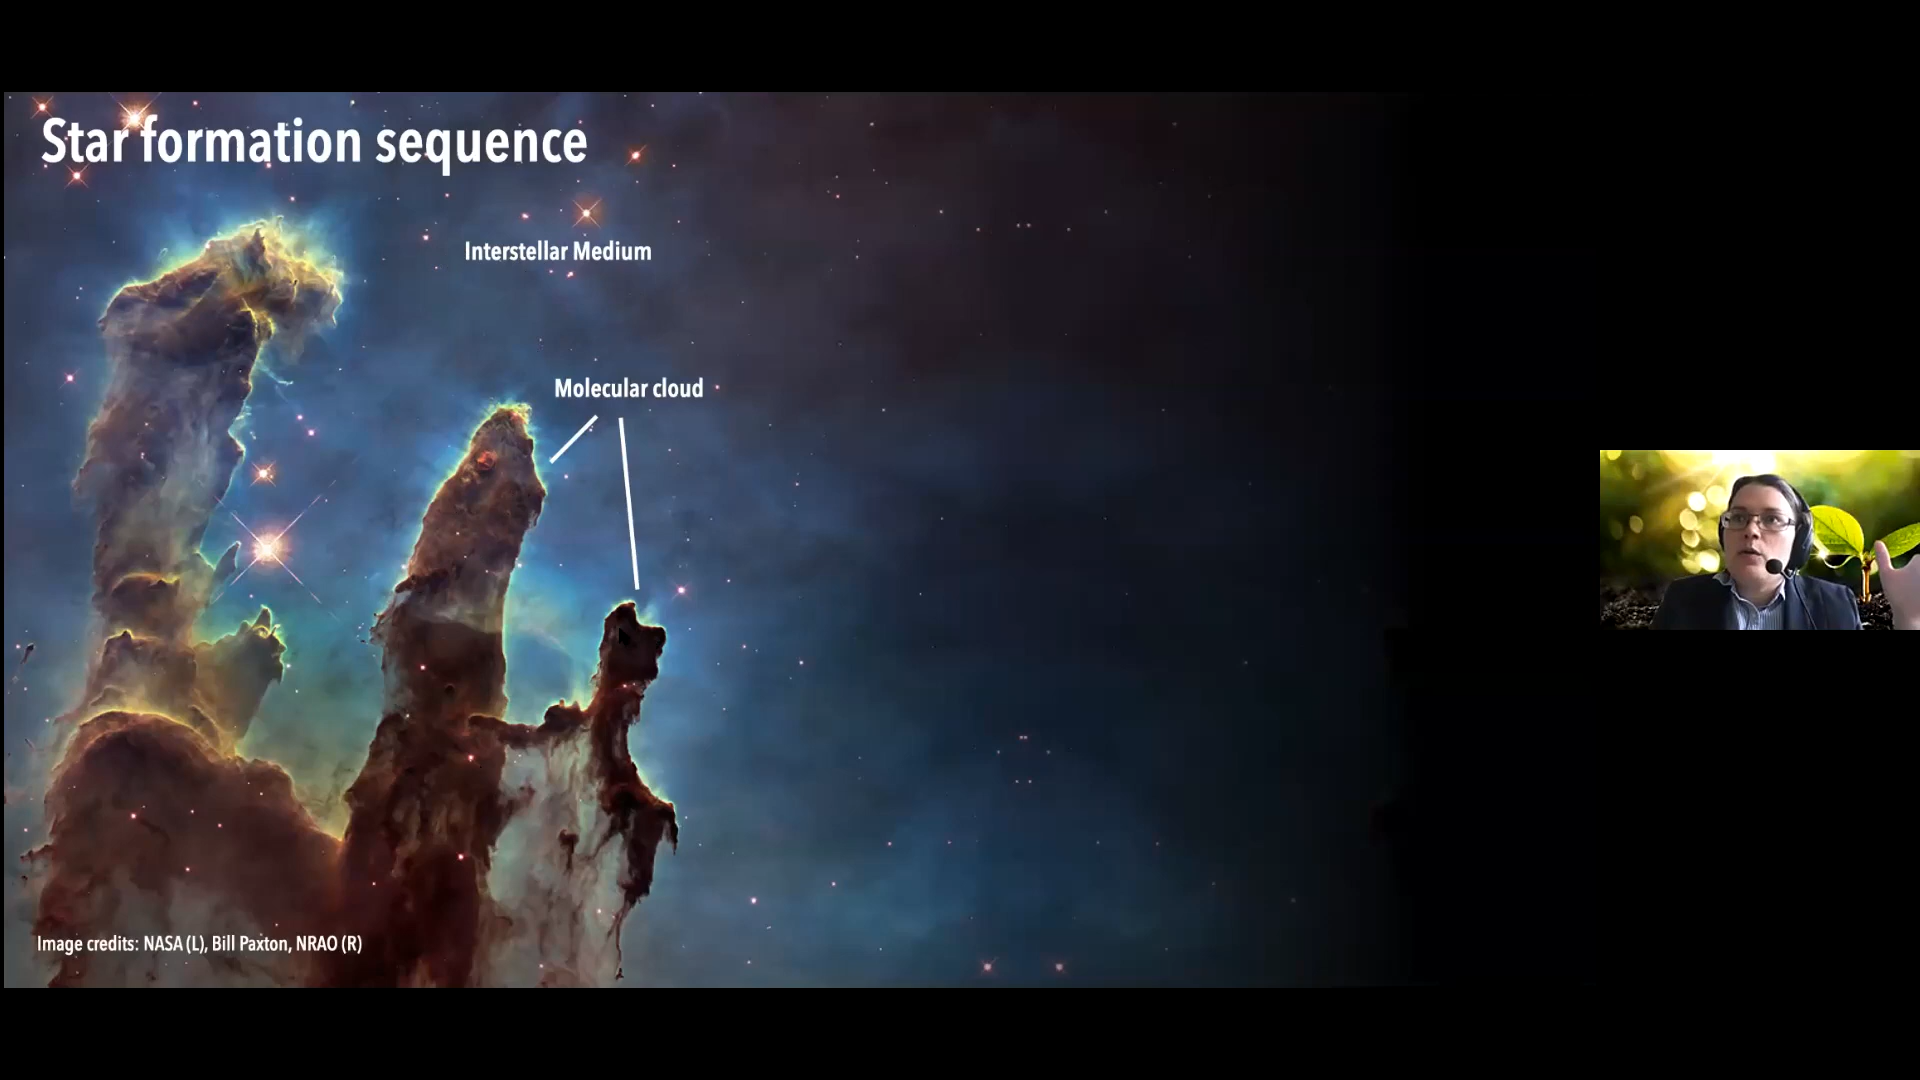 Star formation sequence
Interstellar Medium
Molecular cloud
Image credits: NASA (L), Bill Paxton, NRAO (R)